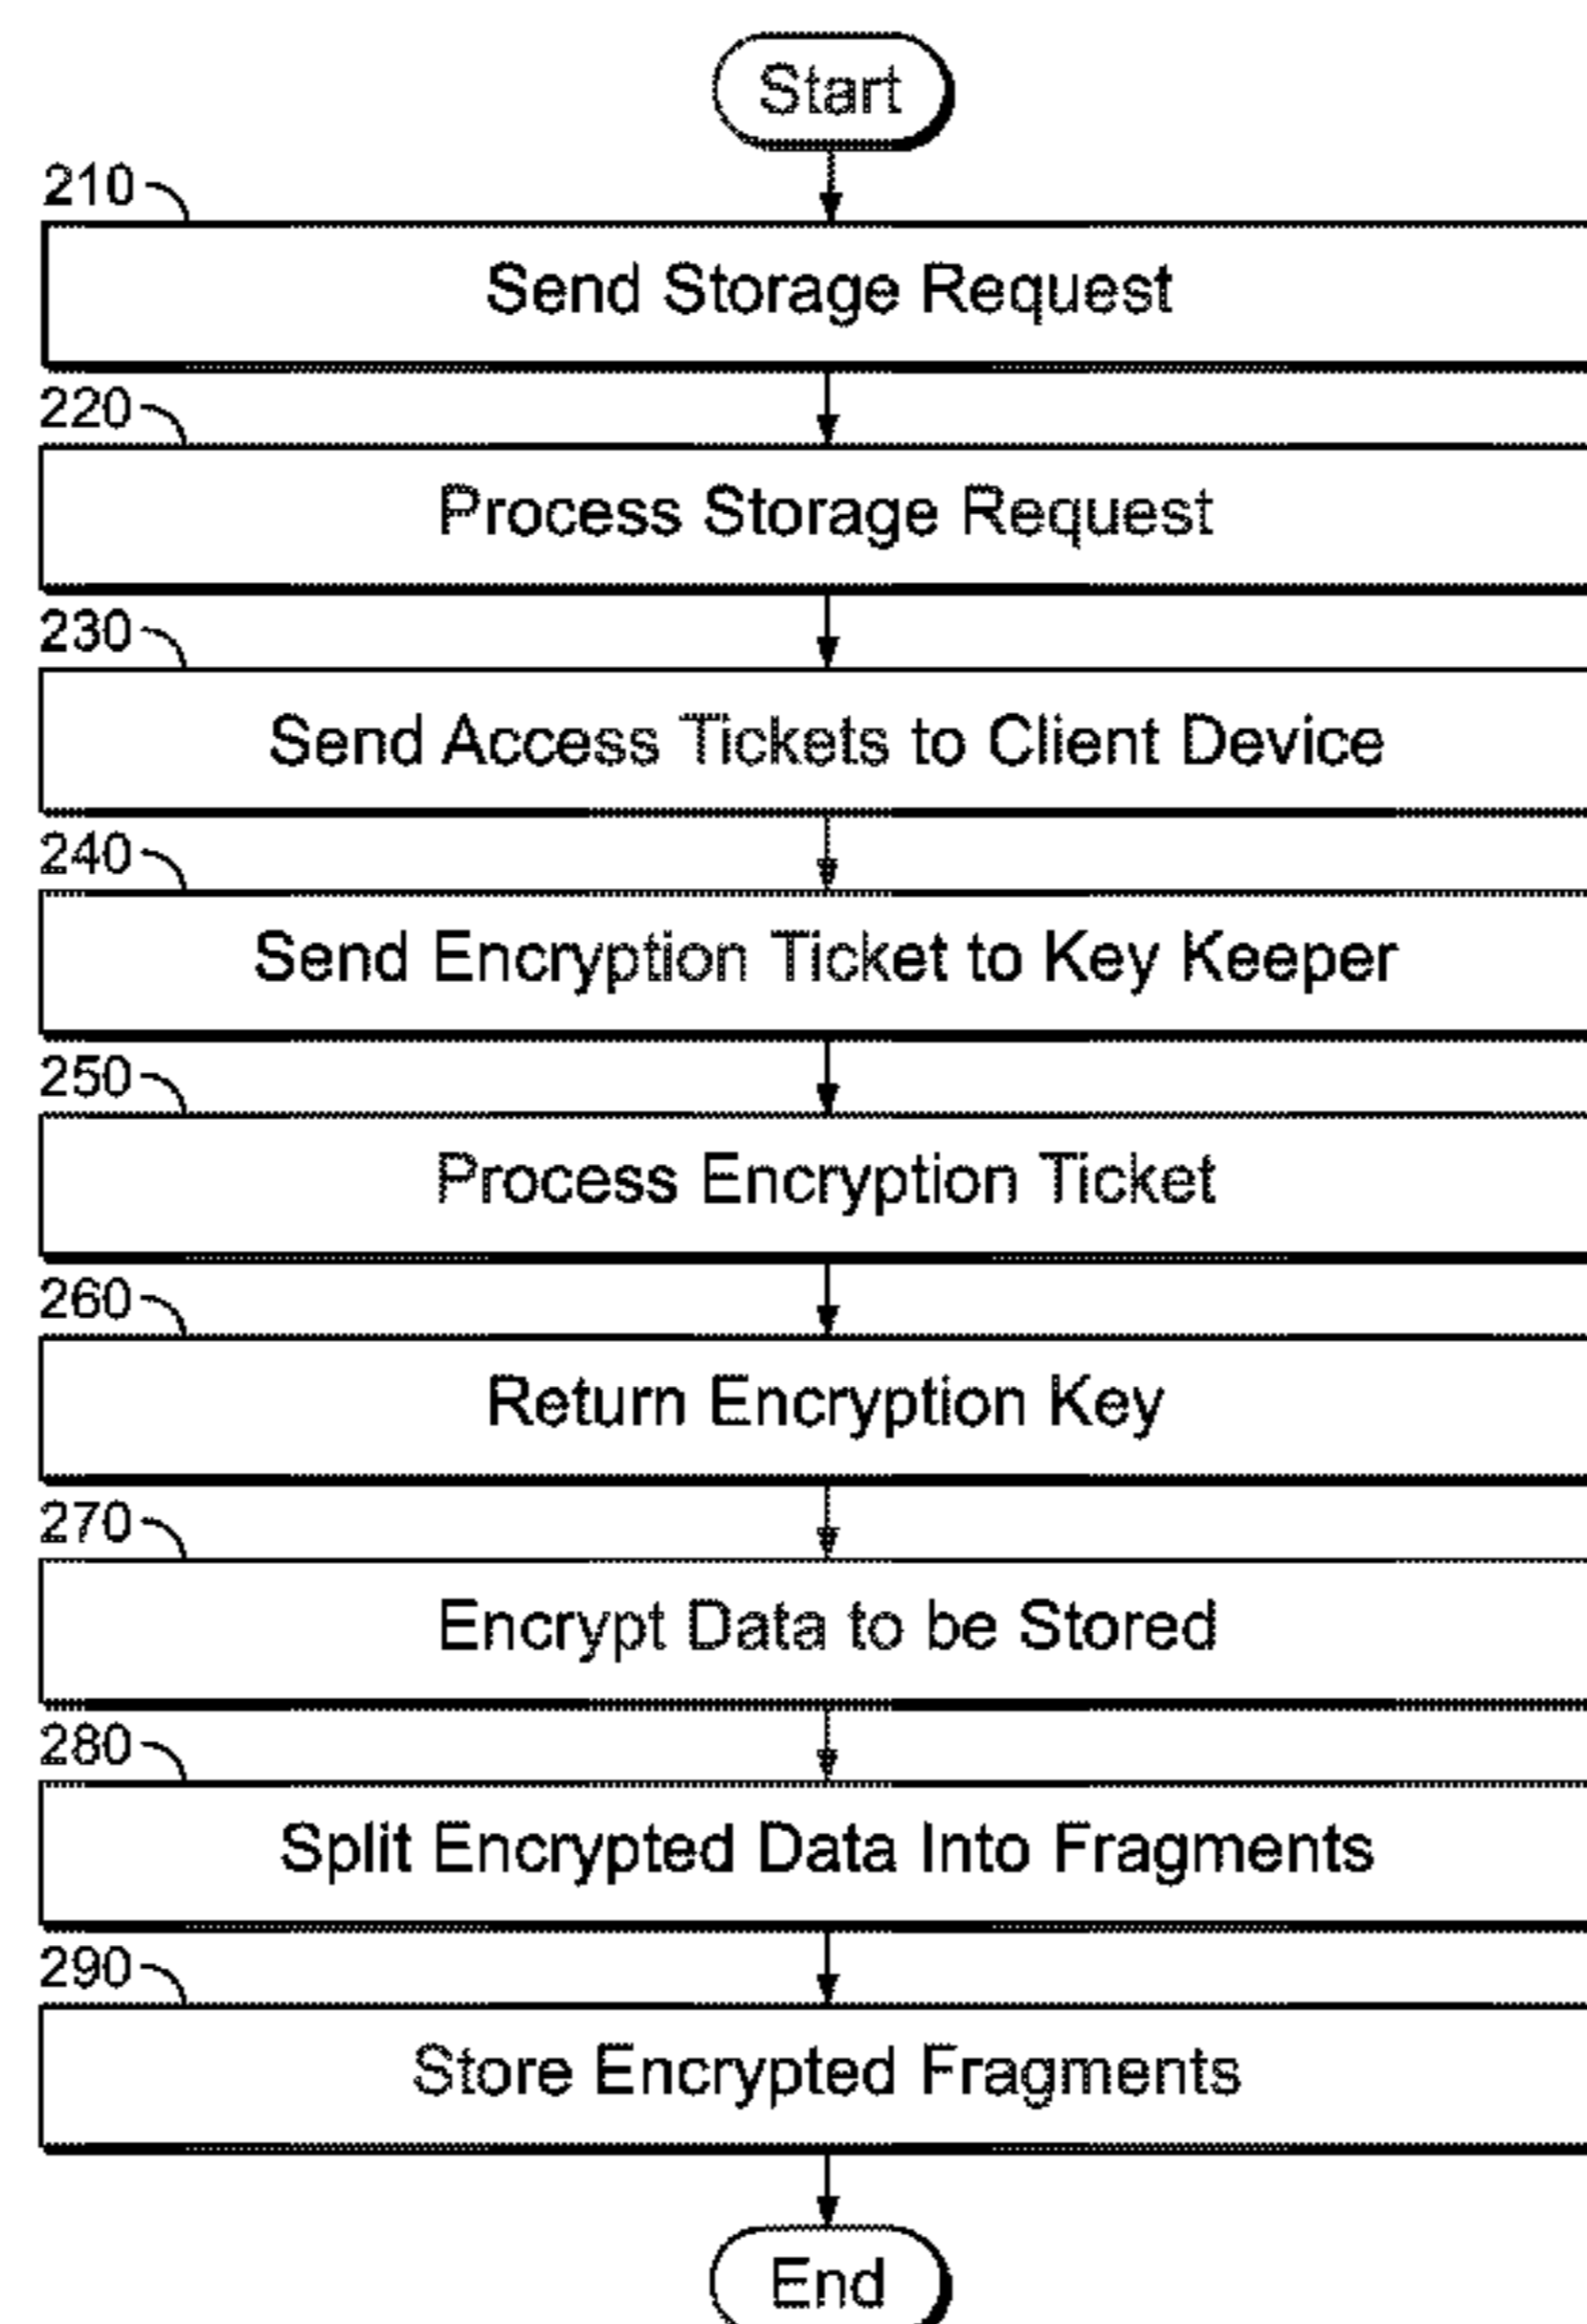 Start
210
Send Storage Request
220
Process Storage Request
230
Send Access Tickets to Client Device
240
Send Encryption Ticket to Key Keeper
250
Process Encryption Ticket
260
Return Encryption Key
270
Encrypt Data to be Stored
280
Split Encrypted Data Into Fragments
290
Store Encrypted Fragments
End